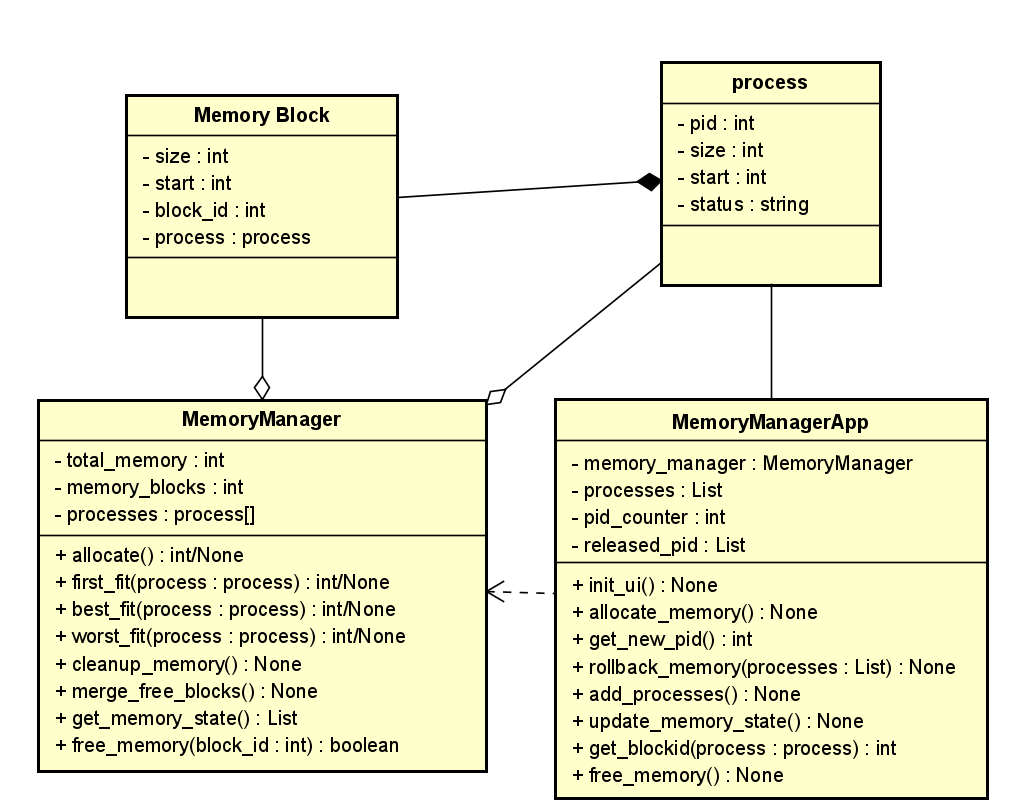 Memory Block
- size : int
- start : int
- block_id : int
- process : process
process
- pid : int
- size : int
- start : int
- status : string
MemoryManager
- total_memory : int
- memory_blocks : int
- processes : process[]
+ allocate() : int/None
+ first_fit(process : process) : int/None
+ best_fit(process : process) : int/None
+ worst_fit(process : process) : int/None
+ cleanup_memory() : None
+ merge_free_blocks() : None
+ get_memory_state() : List
+ free_memory(block_id : int) : boolean
MemoryManagerApp
- memory_manager : MemoryManager
- processes : List
- pid_counter : int
- released_pid : List
+ init_ui() : None
+ allocate_memory() : None
+ get_new_pid() : int
+ rollback_memory(processes : List) : None
+ add_processes() : None
+ update_memory_state() : None
+ get_blockid(process : process) : int
+ free_memory() : None